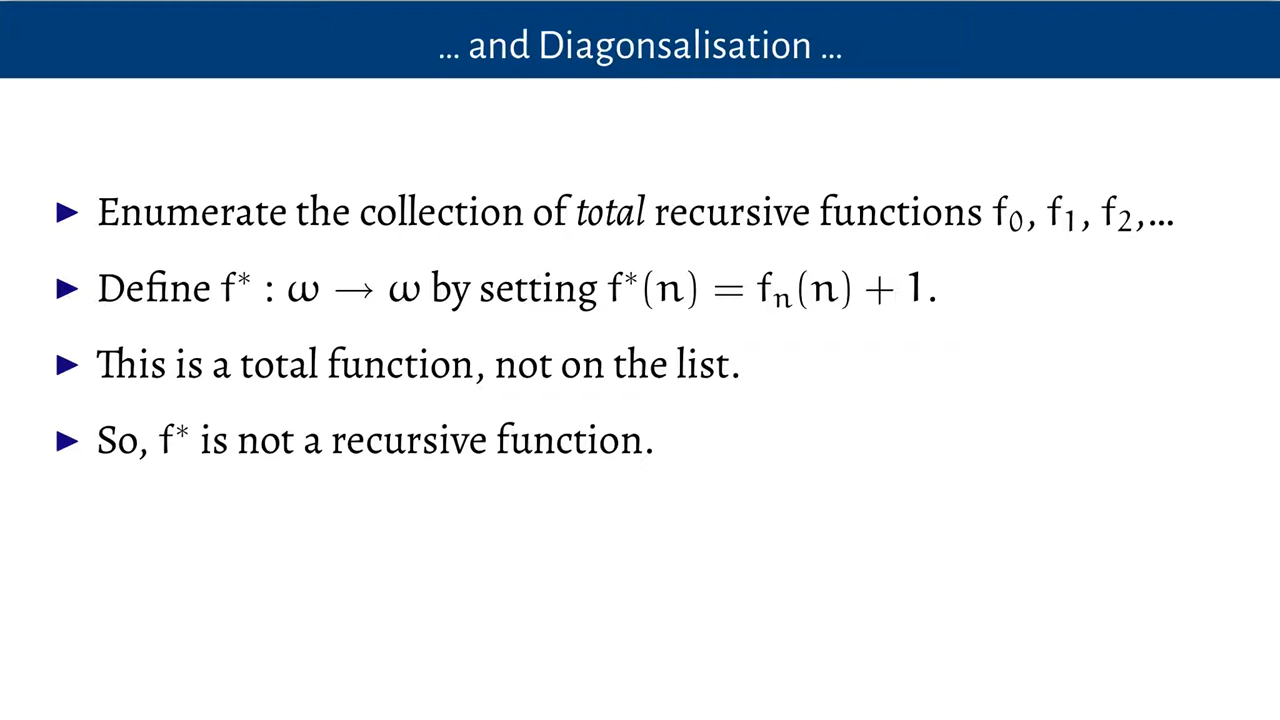 ... and Diagonsalisation ...
▶ Enumerate the collection of total recursive functions f₀, f₁, f₂,...
▶ Define f* : ω → ω by setting f*(n) = fₙ(n) + 1.
▶ This is a total function, not on the list.
▶ So, f* is not a recursive function.